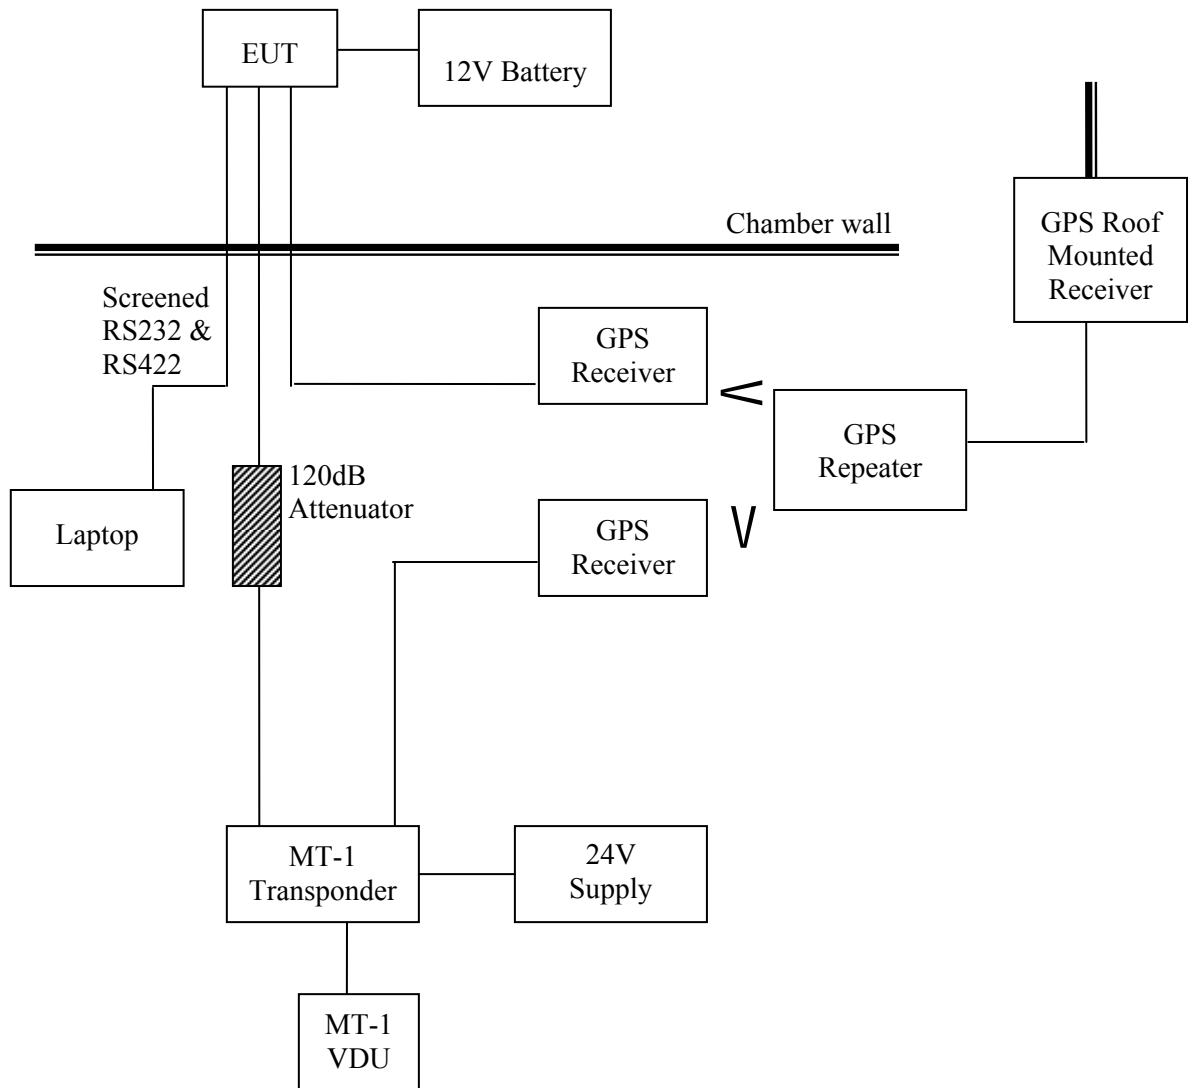 EUT
12V Battery
Chamber wall
GPS Roof
Mounted
Receiver
Screened
RS232 &
RS422
GPS
Receiver
GPS
Repeater
120dB
Attenuator
Laptop
GPS
Receiver
MT-1
Transponder
24V
Supply
MT-1
VDU